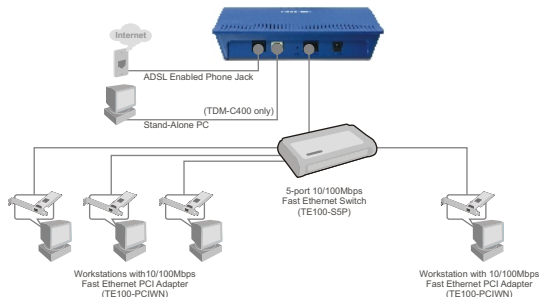 Internet
ADSL Enabled Phone Jack
(TDM-C400 only)
Stand-Alone PC
5-port 10/100Mbps
Fast Ethernet Switch
(TE100-S5P)
Workstations with10/100Mbps
Fast Ethernet PCI Adapter
(TE100-PCIWN)
Workstation with 10/100Mbps
Fast Ethernet PCI Adapter
(TE100-PCIWN)